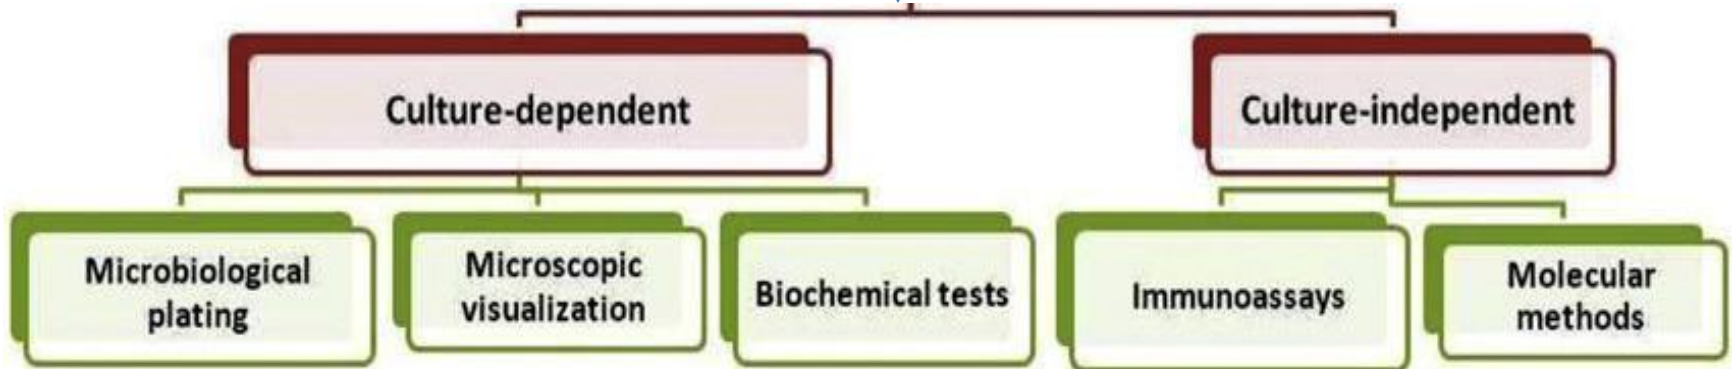 Culture-dependent
Culture-independent
Microbiological
plating
Microscopic
visualization
Biochemical tests
Immunoassays
Molecular
methods